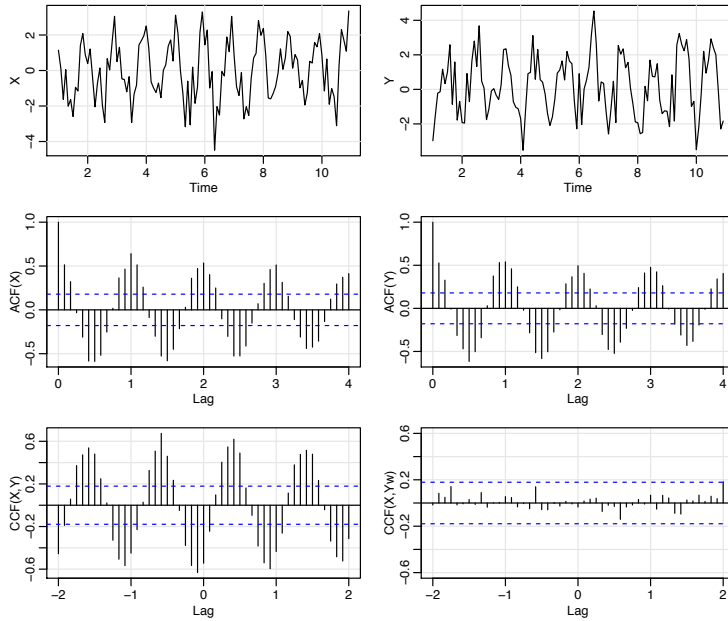 X
2
0
−2
−4
2 4 6 8 10
Time
Y
4
2
0
−2
2 4 6 8 10
Time
ACF(X)
1.0
0.5
0.0
−0.5
0 1 2 3 4
Lag
ACF(Y)
1.0
0.5
0.0
−0.5
0 1 2 3 4
Lag
CCF(X,Y)
0.6
0.2
−0.2
−0.6
−2 −1 0 1 2
Lag
CCF(X,Yw)
0.6
0.2
−0.2
−0.6
−2 −1 0 1 2
Lag